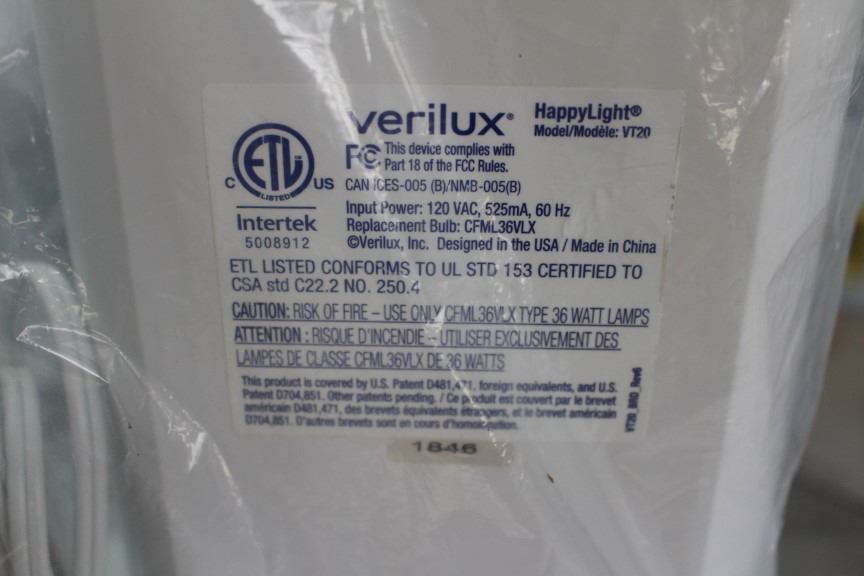 verilux®
HappyLight®
Model/Modèle: VT20
FC This device complies with
Part 18 of the FCC Rules.
CAN ICES-005 (B)/NMB-005(B)
C ETL US
LISTED
Intertek
5008912
Input Power: 120 VAC, 525mA, 60 Hz
Replacement Bulb: CFML36VLX
©Verilux, Inc. Designed in the USA / Made in China
ETL LISTED CONFORMS TO UL STD 153 CERTIFIED TO
CSA std C22.2 NO. 250.4
CAUTION: RISK OF FIRE – USE ONLY CFML36VLX TYPE 36 WATT LAMPS
ATTENTION : RISQUE D'INCENDIE – UTILISER EXCLUSIVEMENT DES
LAMPES DE CLASSE CFML36VLX DE 36 WATTS
This product is covered by U.S. Patent D481,471, foreign equivalents, and U.S.
Patent D704,851. Other patents pending. / Ce produit est couvert par le brevet
américain D481,471, des brevets équivalents étrangers, et le brevet américain
D704,851. D'autres brevets sont en cours d'homologation.
VT20_BRD_Rev6
1846